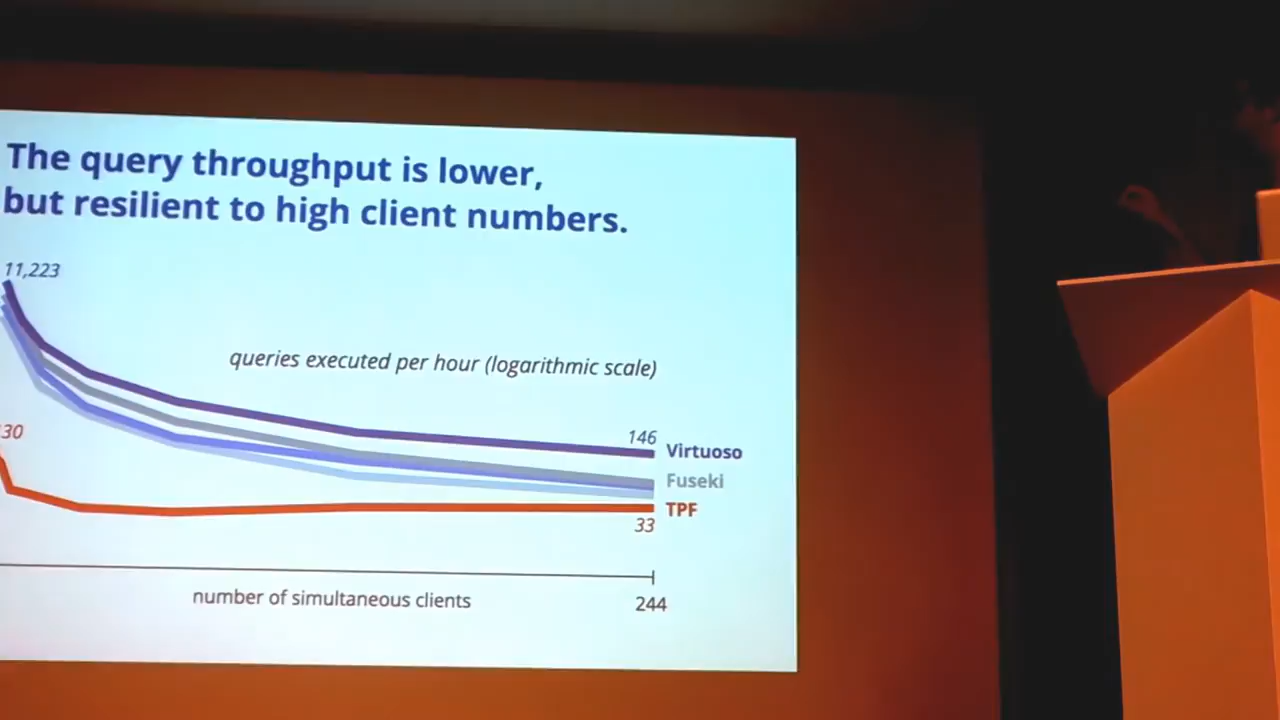 The query throughput is lower,
but resilient to high client numbers.
11,223
queries executed per hour (logarithmic scale)
30
146
Virtuoso
Fuseki
TPF
33
number of simultaneous clients
244